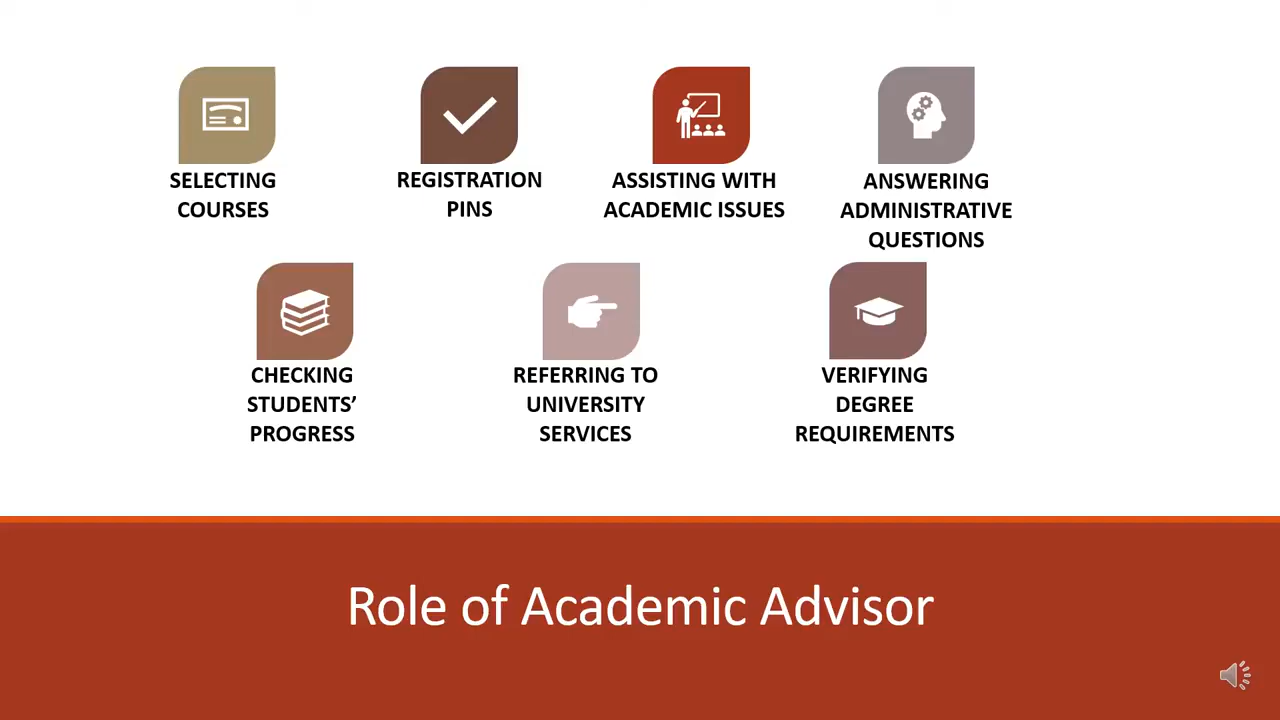 SELECTING
COURSES
REGISTRATION
PINS
ASSISTING WITH
ACADEMIC ISSUES
ANSWERING
ADMINISTRATIVE
QUESTIONS
CHECKING
STUDENTS’
PROGRESS
REFERRING TO
UNIVERSITY
SERVICES
VERIFYING
DEGREE
REQUIREMENTS
Role of Academic Advisor